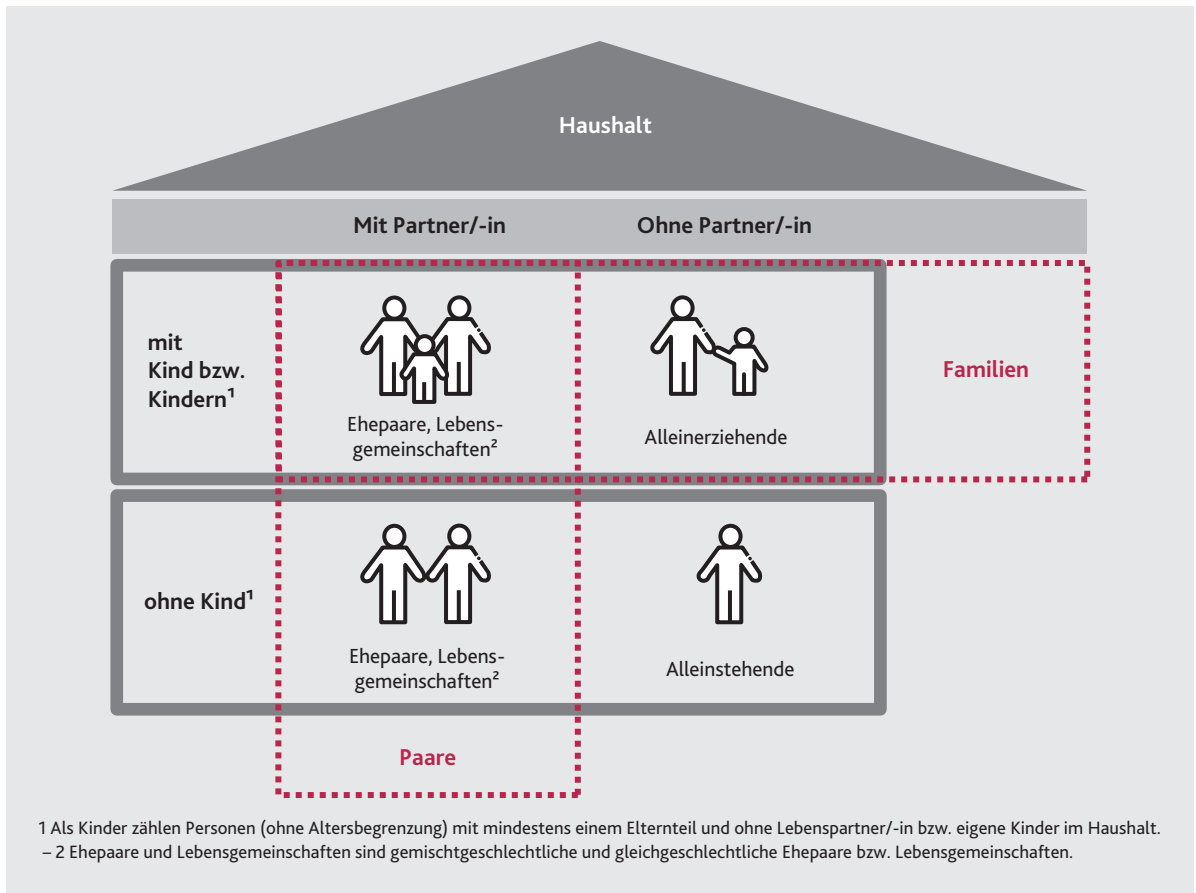 Haushalt
Mit Partner/-in
Ohne Partner/-in
mit
Kind bzw.
Kindern¹
Ehepaare, Lebens-
gemeinschaften²
Alleinerziehende
Familien
ohne Kind¹
Ehepaare, Lebens-
gemeinschaften²
Alleinstehende
Paare
1 Als Kinder zählen Personen (ohne Altersbegrenzung) mit mindestens einem Elternteil und ohne Lebenspartner/-in bzw. eigene Kinder im Haushalt.
– 2 Ehepaare und Lebensgemeinschaften sind gemischtgeschlechtliche und gleichgeschlechtliche Ehepaare bzw. Lebensgemeinschaften.